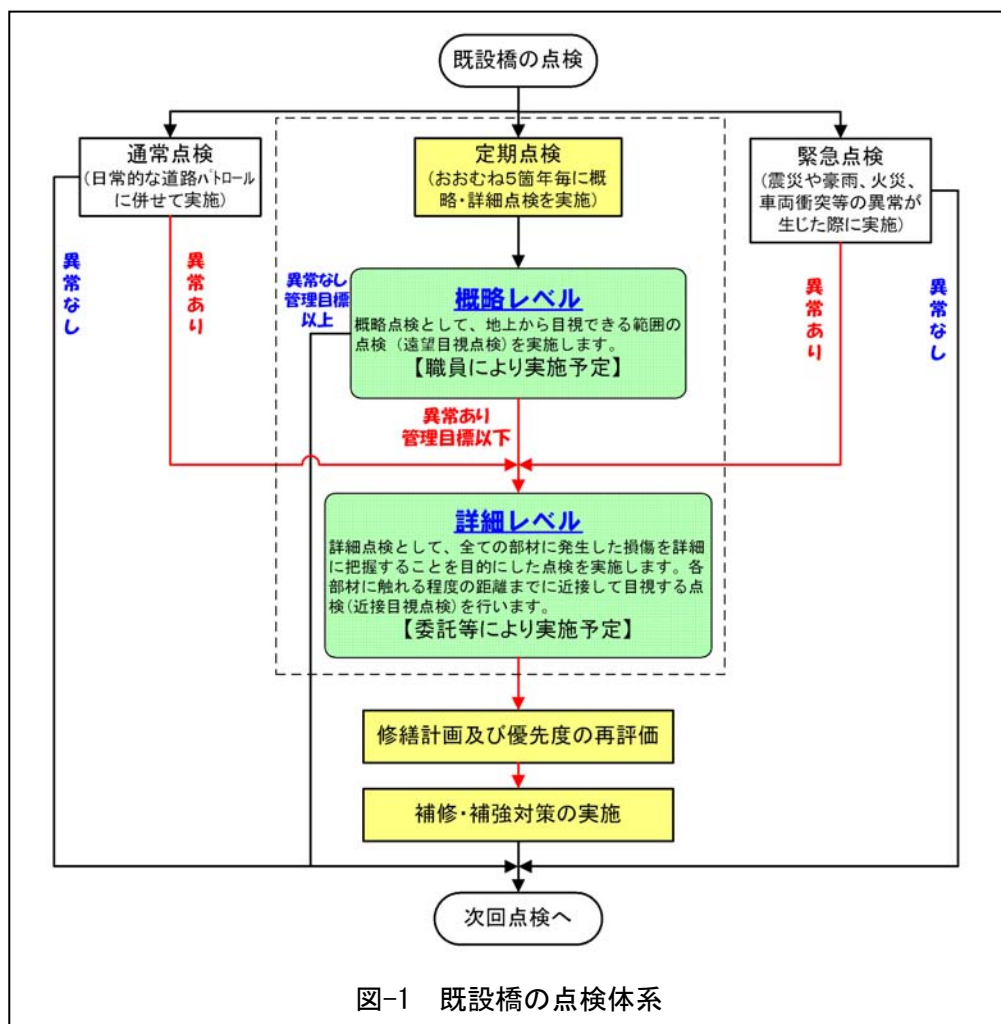 既設橋の点検
通常点検
(日常的な道路ﾊﾟﾄﾛｰﾙ
に併せて実施)
定期点検
(おおむね５箇年毎に概
略・詳細点検を実施)
緊急点検
(震災や豪雨、火災、
車両衝突等の異常が
生じた際に実施)
異常なし
異常あり
異常なし
管理目標
以上
概略レベル
概略点検として、地上から目視できる範囲の
点検（遠望目視点検）を実施します。
【職員により実施予定】
異常あり
異常なし
異常あり
管理目標以下
詳細レベル
詳細点検として、全ての部材に発生した損傷を詳細
に把握することを目的にした点検を実施します。各
部材に触れる程度の距離までに近接して目視する点
検(近接目視点検)を行います。
【委託等により実施予定】
修繕計画及び優先度の再評価
補修・補強対策の実施
次回点検へ
図-1　既設橋の点検体系